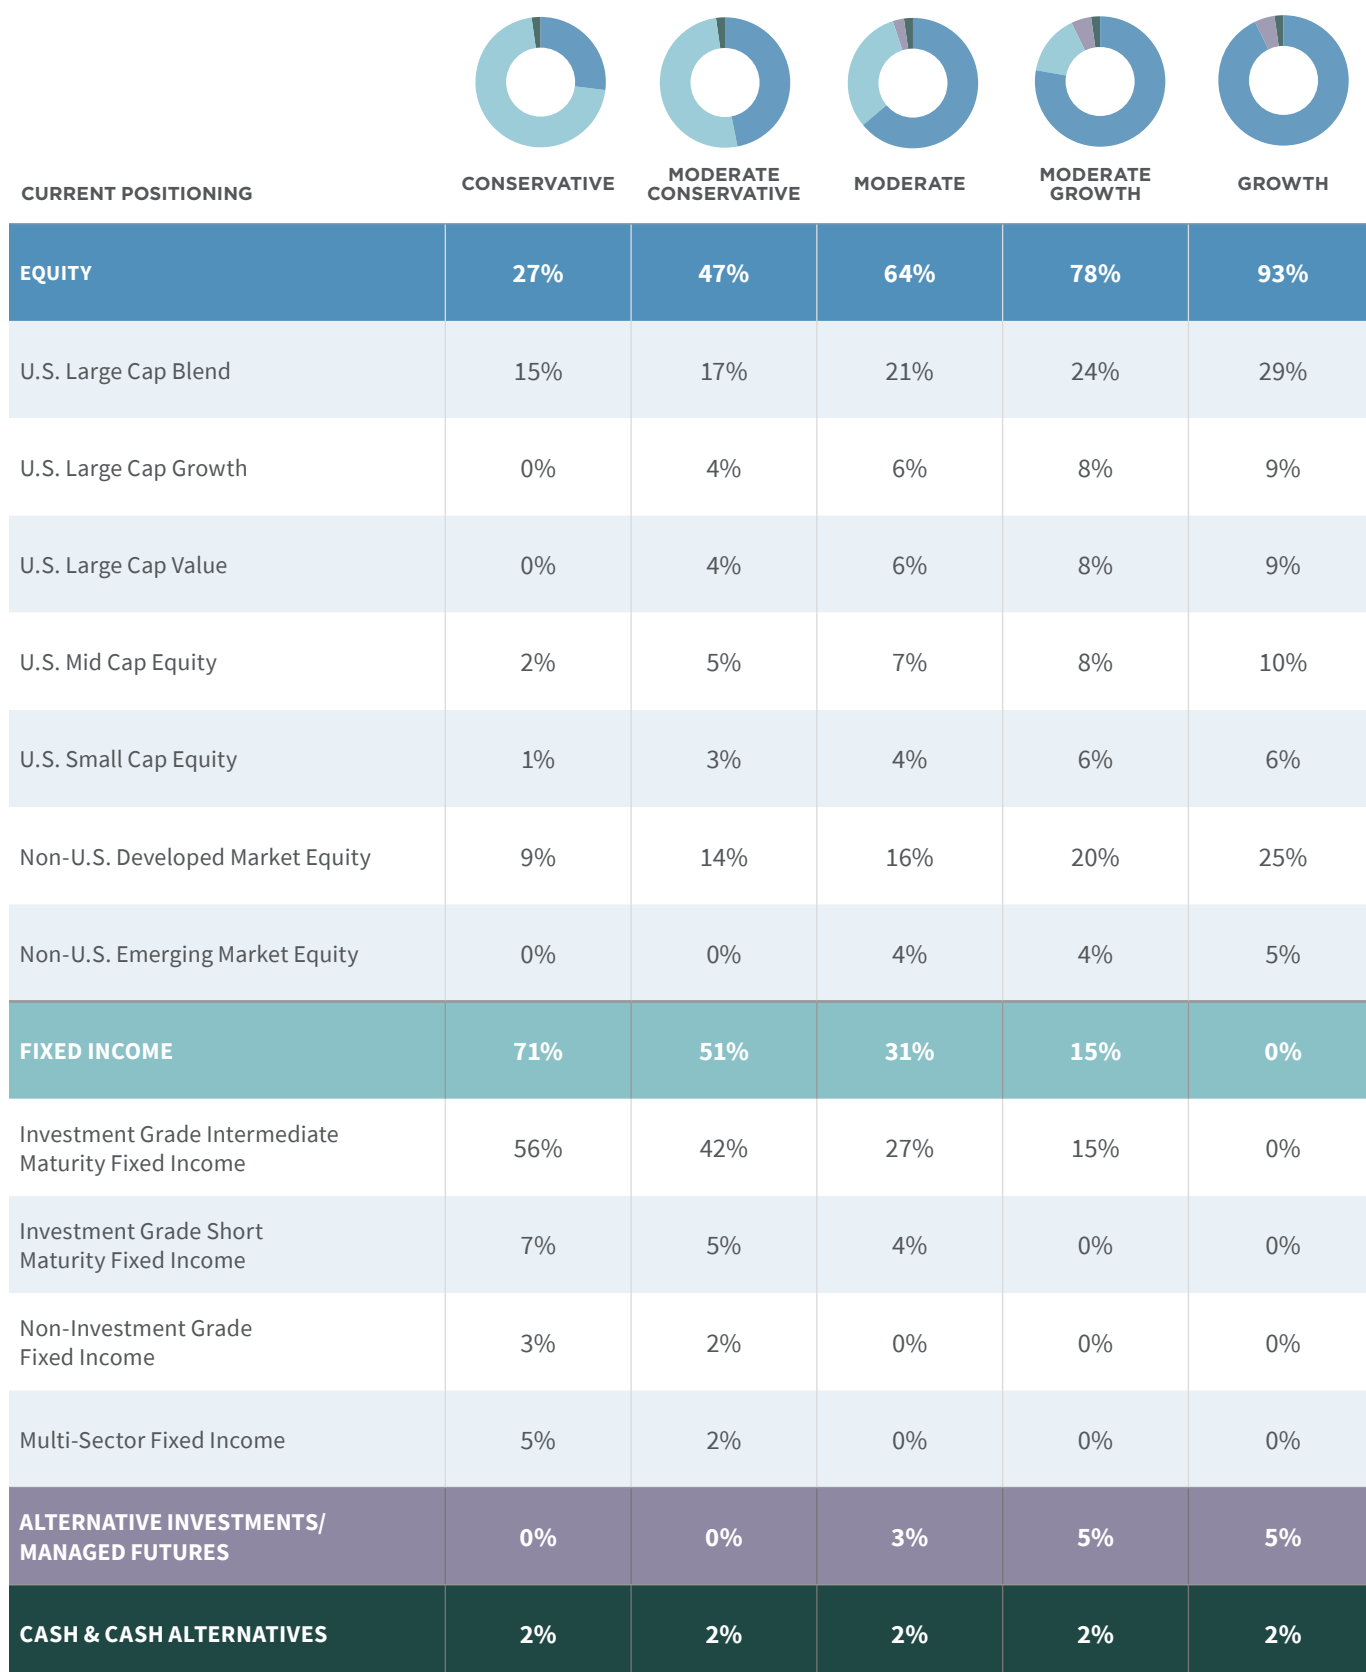 CURRENT POSITIONING
CONSERVATIVE
MODERATE
CONSERVATIVE
MODERATE
MODERATE
GROWTH
GROWTH
EQUITY 27% 47% 64% 78% 93%
U.S. Large Cap Blend 15% 17% 21% 24% 29%
U.S. Large Cap Growth 0% 4% 6% 8% 9%
U.S. Large Cap Value 0% 4% 6% 8% 9%
U.S. Mid Cap Equity 2% 5% 7% 8% 10%
U.S. Small Cap Equity 1% 3% 4% 6% 6%
Non-U.S. Developed Market Equity 9% 14% 16% 20% 25%
Non-U.S. Emerging Market Equity 0% 0% 4% 4% 5%
FIXED INCOME 71% 51% 31% 15% 0%
Investment Grade Intermediate
Maturity Fixed Income 56% 42% 27% 15% 0%
Investment Grade Short
Maturity Fixed Income 7% 5% 4% 0% 0%
Non-Investment Grade
Fixed Income 3% 2% 0% 0% 0%
Multi-Sector Fixed Income 5% 2% 0% 0% 0%
ALTERNATIVE INVESTMENTS/
MANAGED FUTURES 0% 0% 3% 5% 5%
CASH & CASH ALTERNATIVES 2% 2% 2% 2% 2%